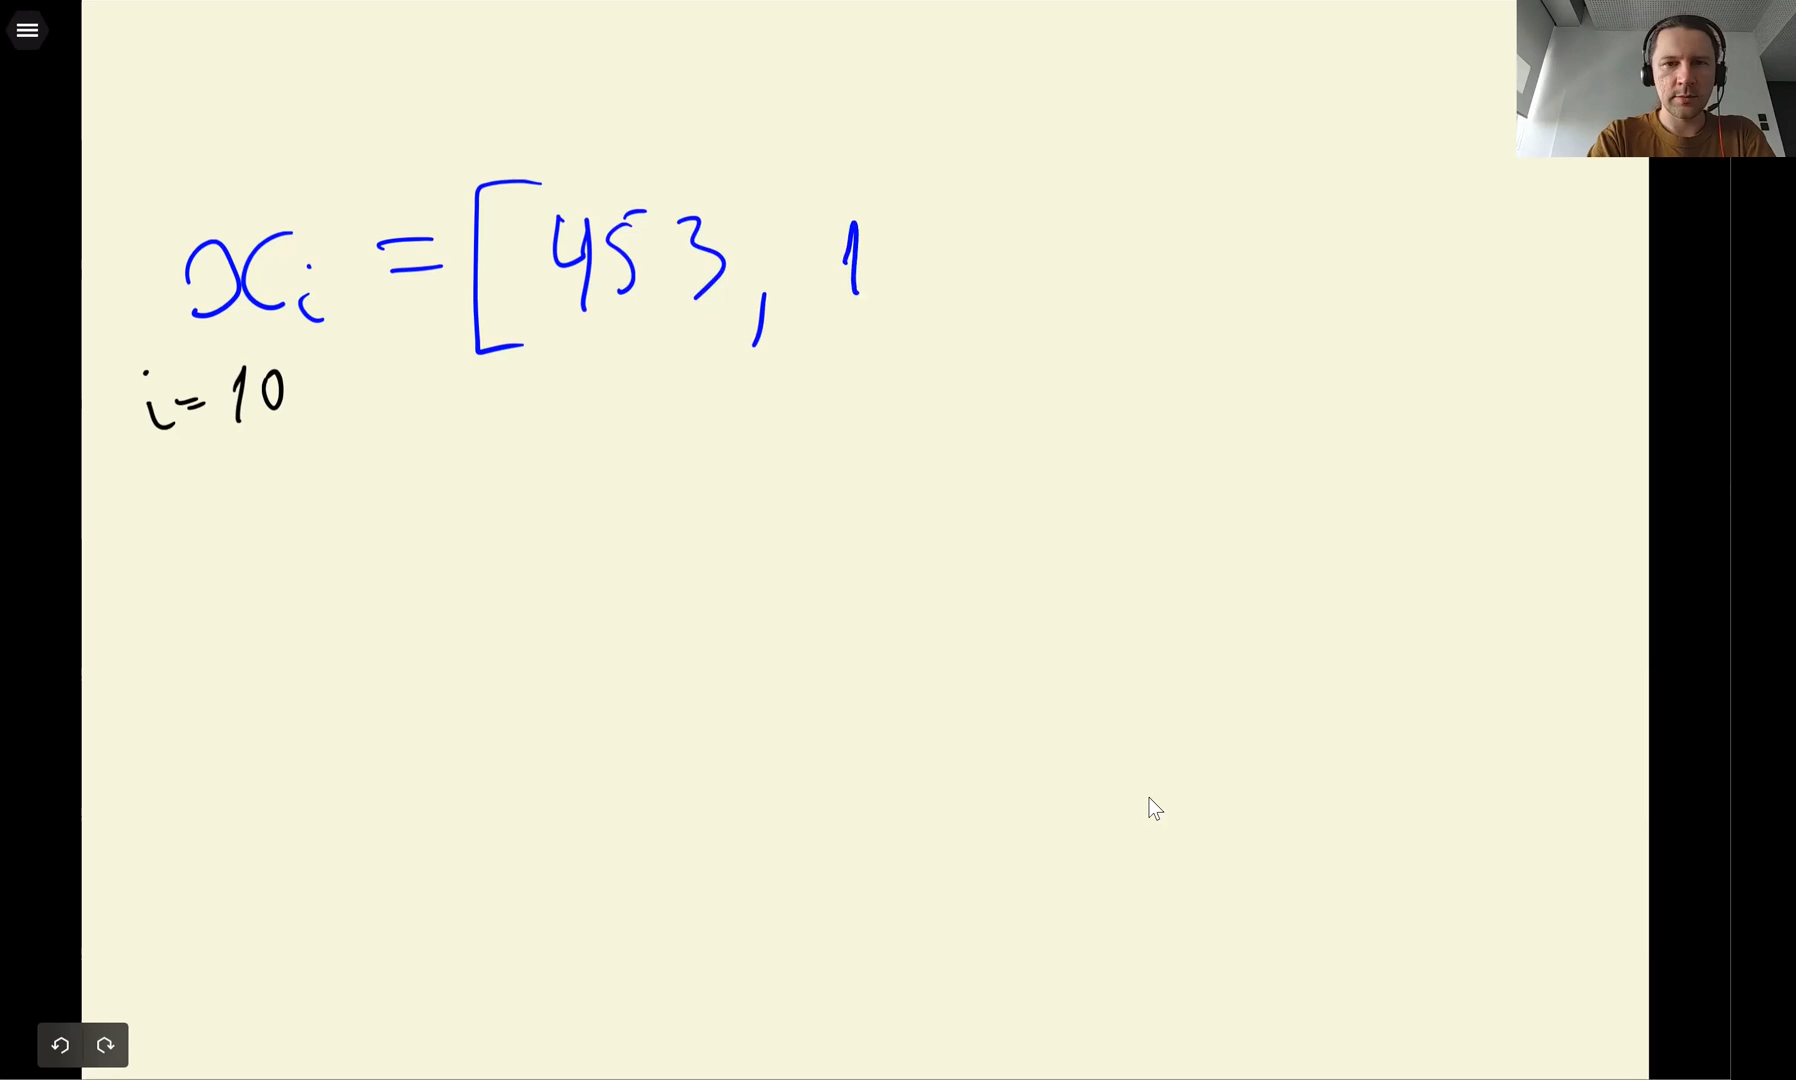 xi = [453, 1
i = 10